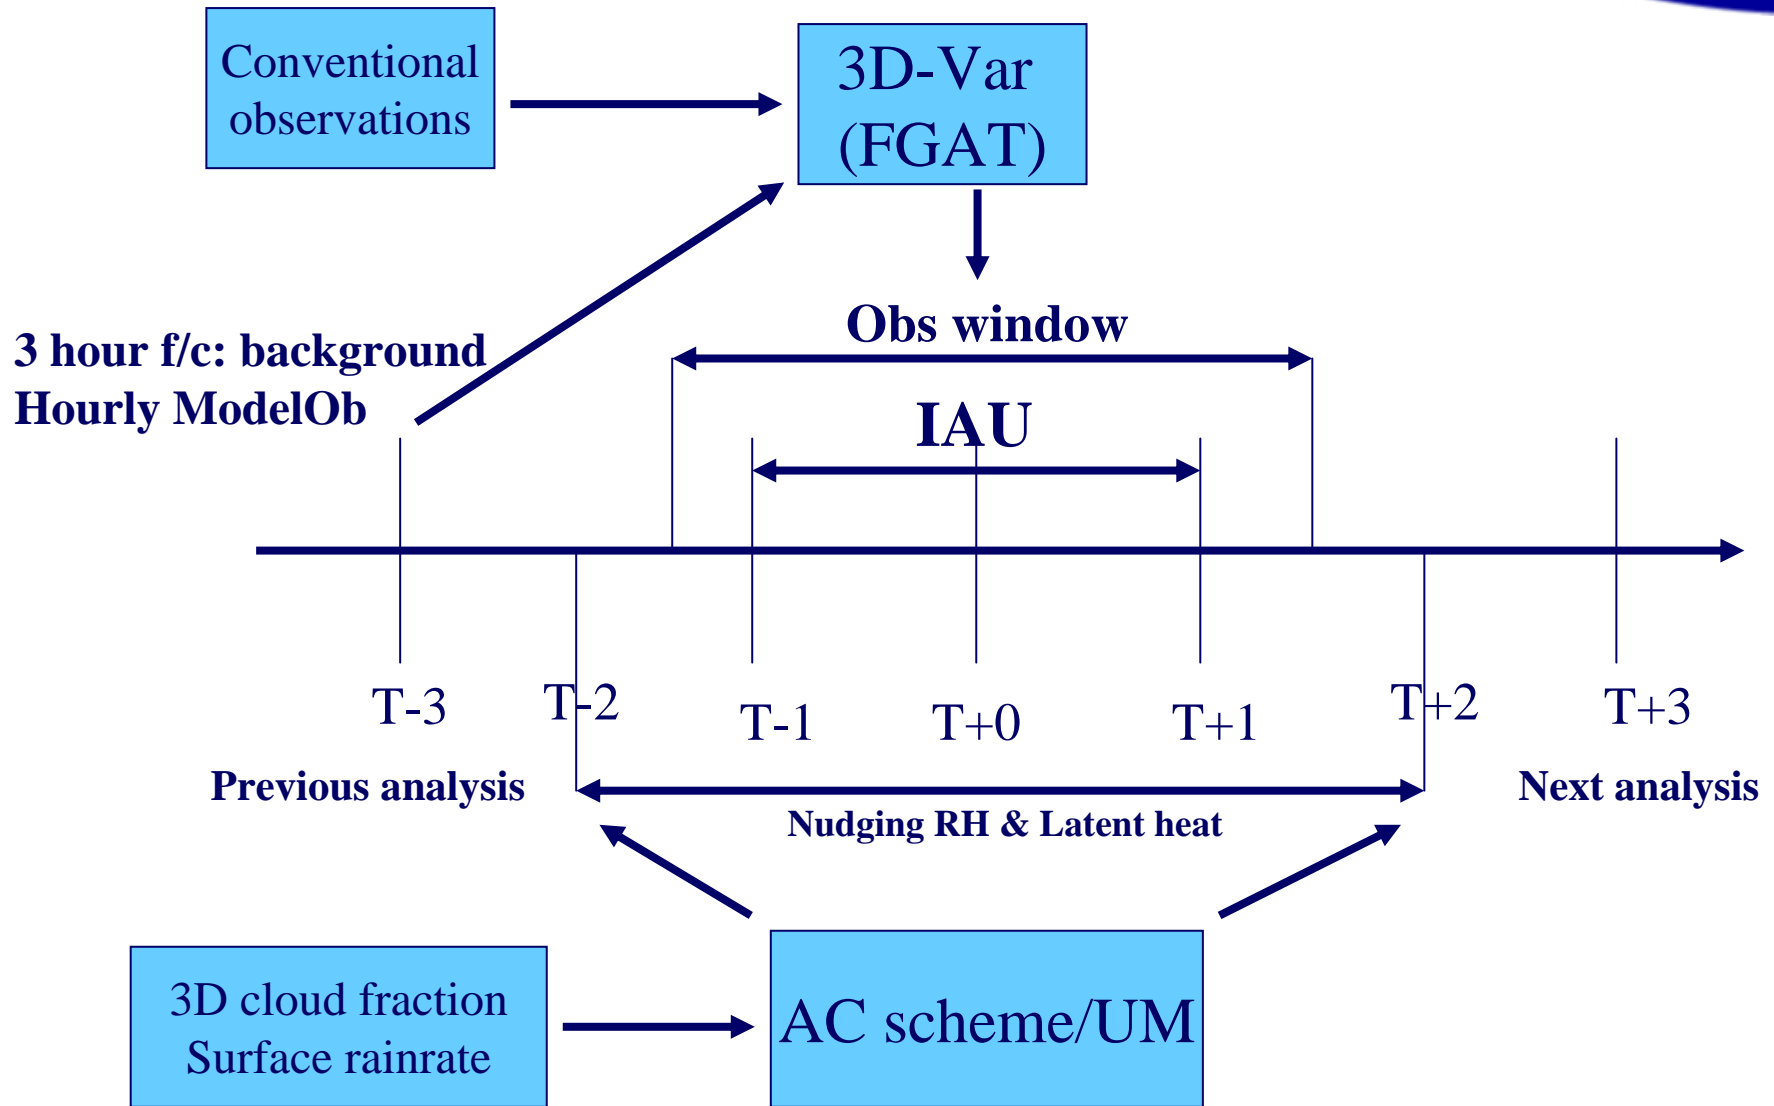 Conventional
observations
3D-Var
(FGAT)
3 hour f/c: background
Hourly ModelOb
Obs window
IAU
T-3
T-2
T-1
T+0
T+1
T+2
T+3
Previous analysis
Nudging RH & Latent heat
Next analysis
3D cloud fraction
Surface rainrate
AC scheme/UM